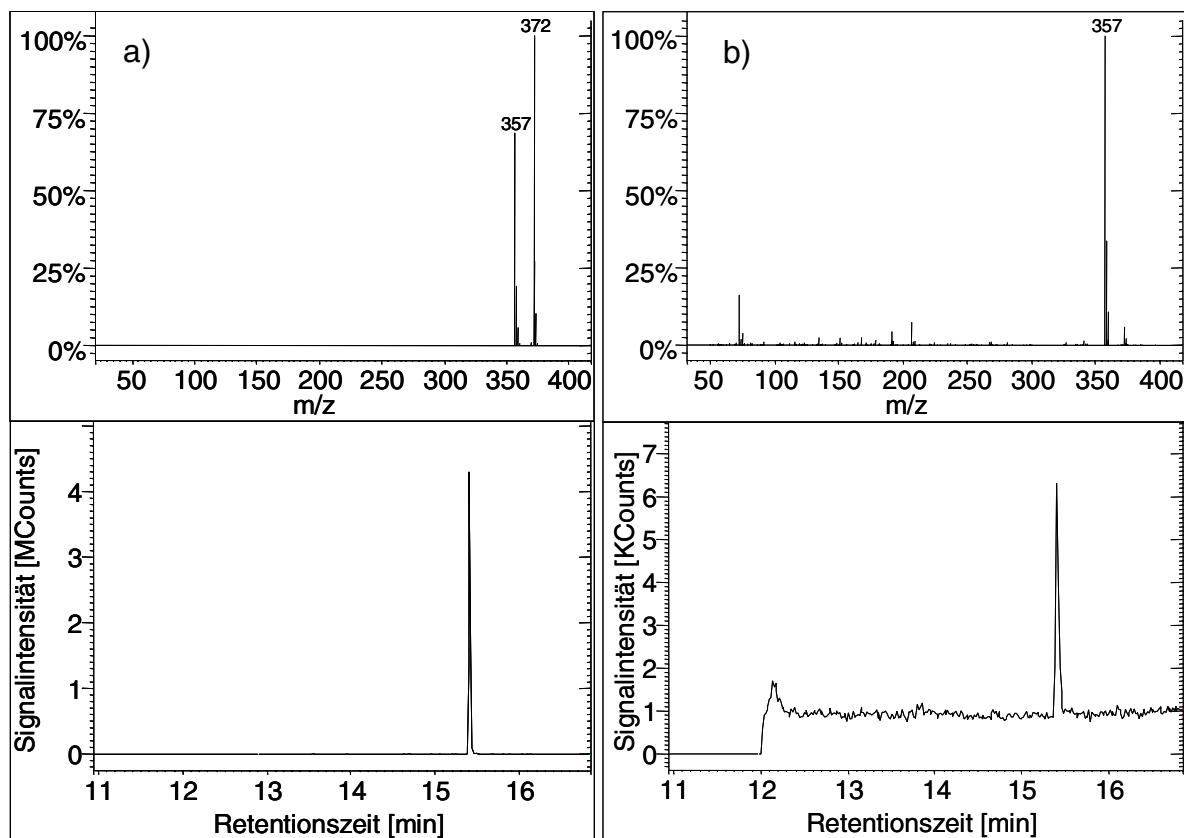 a)
372
357
100%
75%
50%
25%
0%
50 100 150 200 250 300 350 400
m/z
b)
357
100%
75%
50%
25%
0%
50 100 150 200 250 300 350 400
m/z
Signalintensität [MCounts]
4
3
2
1
0
11 12 13 14 15 16
Retentionszeit [min]
Signalintensität [KCounts]
7
6
5
4
3
2
1
0
11 12 13 14 15 16
Retentionszeit [min]